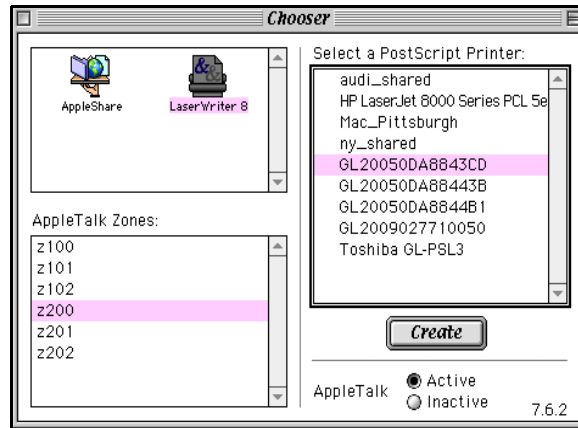 Chooser
AppleShare
LaserWriter 8
AppleTalk Zones:
z100
z101
z102
z200
z201
z202
Select a PostScript Printer:
audi_shared
HP LaserJet 8000 Series PCL 5e
Mac_Pittsburgh
ny_shared
GL20050DA8843CD
GL20050DA88443B
GL20050DA8844B1
GL2009027710050
Toshiba GL-PSL3
Create
AppleTalk
Active
Inactive
7.6.2